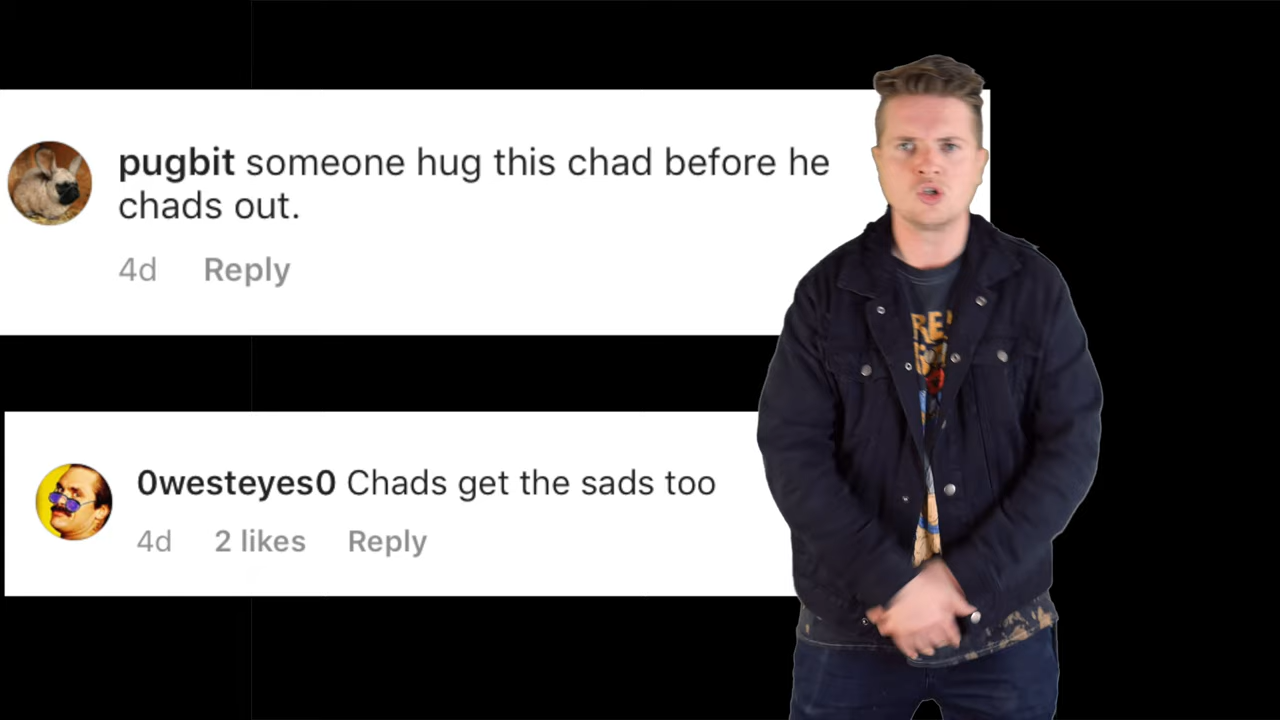 pugbit someone hug this chad before he
chads out.
4d Reply
0westeyes0 Chads get the sads too
4d 2 likes Reply